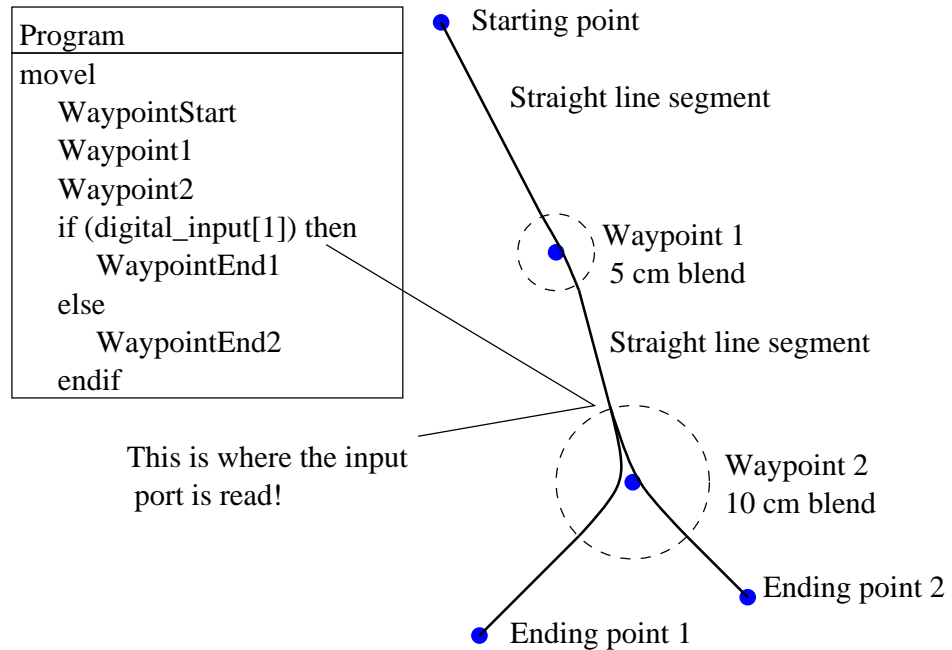 Program
movel
WaypointStart
Waypoint1
Waypoint2
if (digital_input[1]) then
WaypointEnd1
else
WaypointEnd2
endif
This is where the input
port is read!
Starting point
Straight line segment
Waypoint 1
5 cm blend
Straight line segment
Waypoint 2
10 cm blend
Ending point 2
Ending point 1